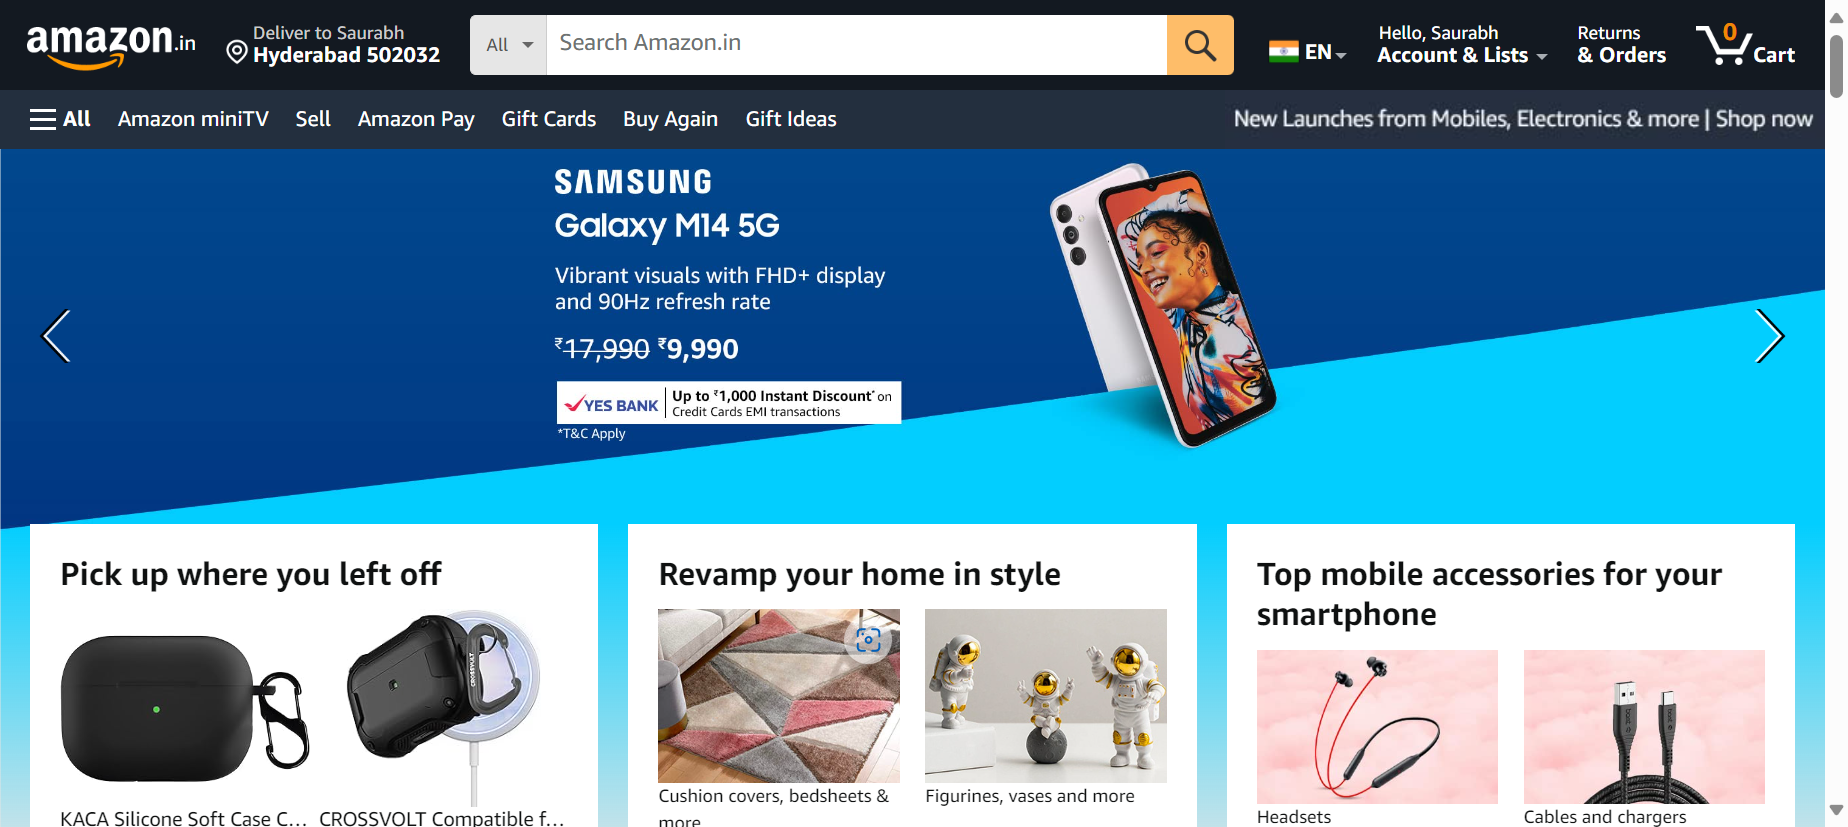 amazon.in
Deliver to Saurabh
Hyderabad 502032
All
Search Amazon.in
EN
Hello, Saurabh
Account & Lists
Returns
& Orders
0
Cart
All
Amazon miniTV
Sell
Amazon Pay
Gift Cards
Buy Again
Gift Ideas
New Launches from Mobiles, Electronics & more | Shop now
SAMSUNG
Galaxy M14 5G
Vibrant visuals with FHD+ display
and 90Hz refresh rate
₹17,990 ₹9,990
YES BANK
Up to ₹1,000 Instant Discount* on
Credit Cards EMI transactions
*T&C Apply
Pick up where you left off
CROSSVOLT
KACA Silicone Soft Case C...
CROSSVOLT Compatible f...
Revamp your home in style
Cushion covers, bedsheets &
more
Figurines, vases and more
Top mobile accessories for your
smartphone
Headsets
boat
Cables and chargers